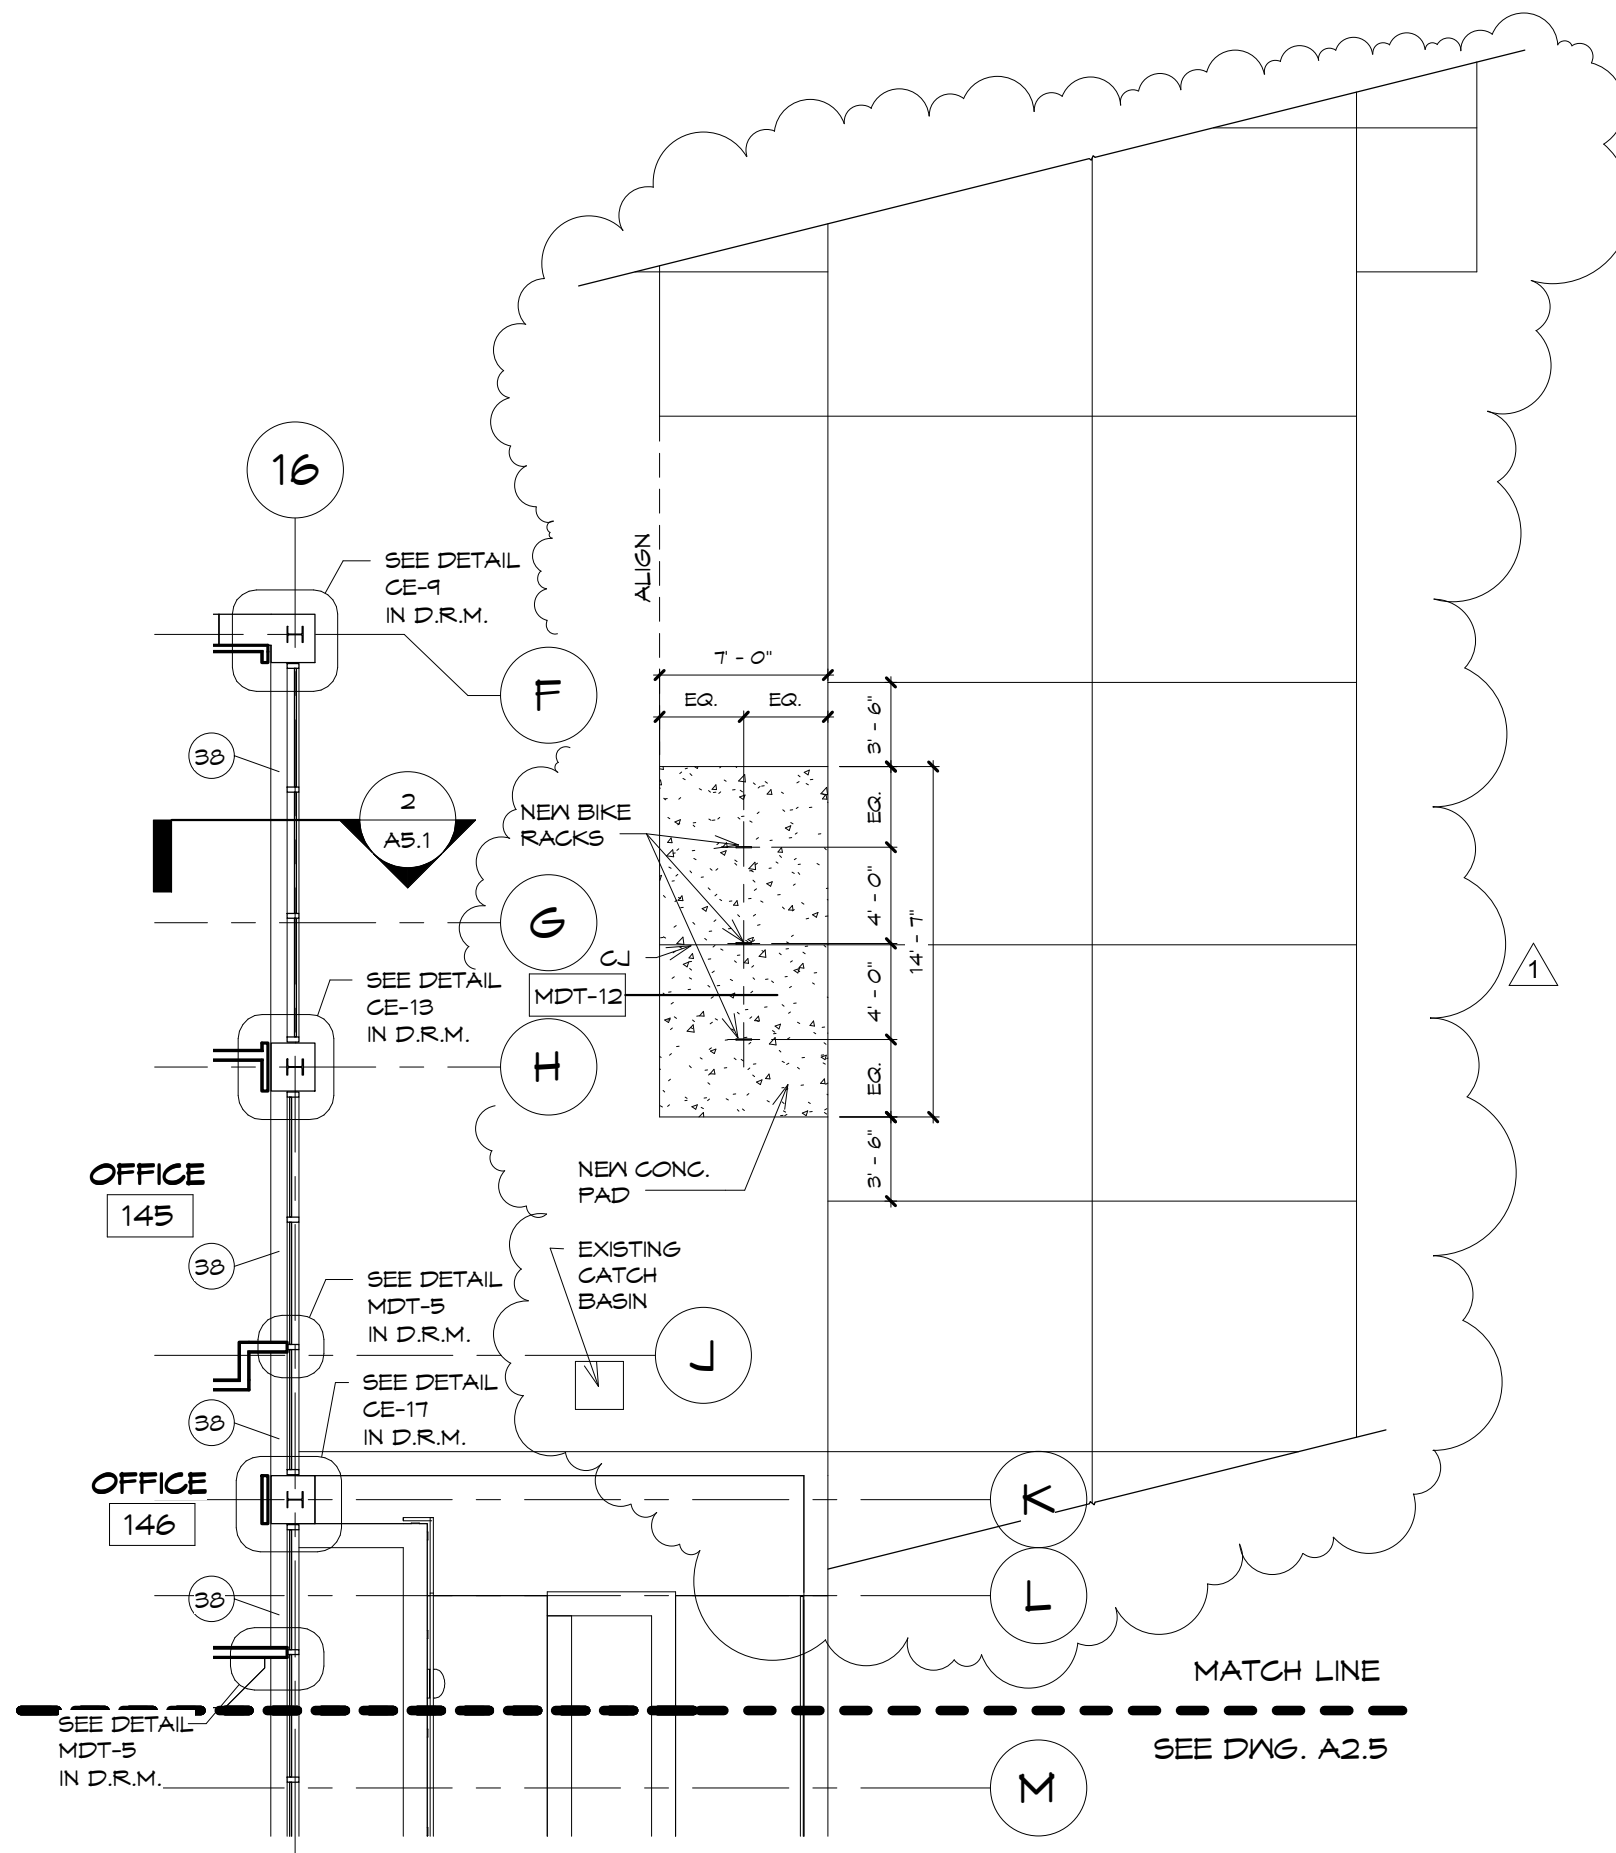 16
SEE DETAIL
CE-9
IN D.R.M.
ALIGN
F
7' - 0"
EQ.
EQ.
3' - 6"
38
2
A5.1
NEW BIKE
RACKS
EQ.
4' - 0"
14' - 7"
G
CJ
MDT-12
4' - 0"
1
SEE DETAIL
CE-13
IN D.R.M.
H
EQ.
3' - 6"
OFFICE
145
NEW CONC.
PAD
38
EXISTING
CATCH
BASIN
SEE DETAIL
MDT-5
IN D.R.M.
J
SEE DETAIL
CE-17
IN D.R.M.
38
OFFICE
146
H
H
H
K
38
L
MATCH LINE
SEE DETAIL
MDT-5
IN D.R.M.
SEE DWG. A2.5
M